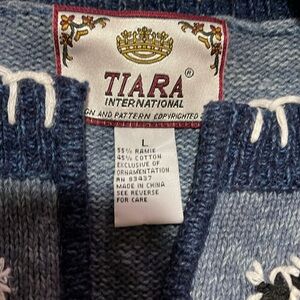 TIARA®
INTERNATIONAL
GN AND PATTERN COPYRIGHTED
L
55% RAMIE
45% COTTON
EXCLUSIVE OF
ORNAMENTATION
RN 83437
MADE IN CHINA
SEE REVERSE
FOR CARE